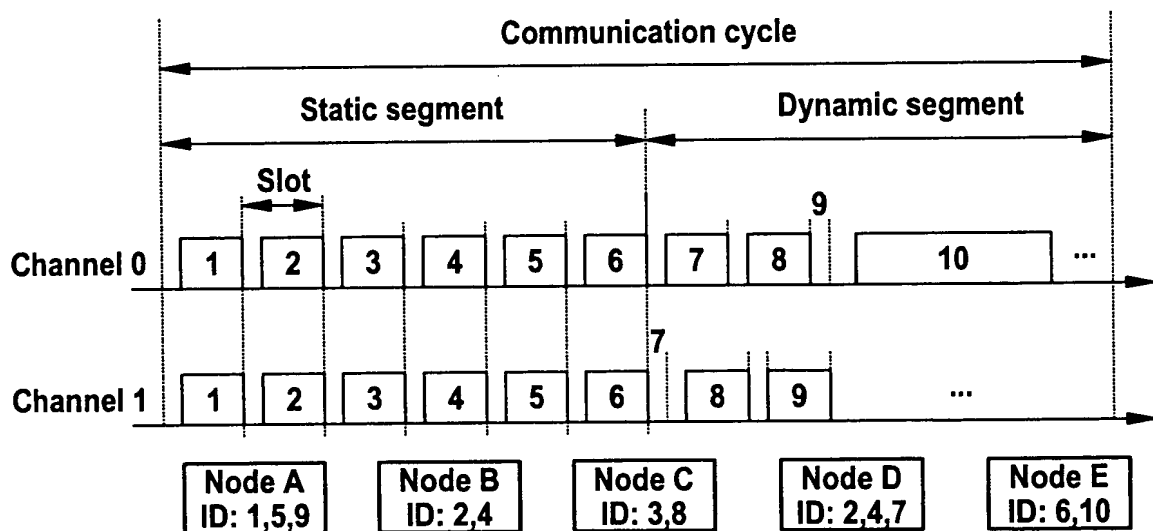 Communication cycle
Static segment
Dynamic segment
Slot
9
Channel 0
1 2 3 4 5 6 7 8 10 ...
7
Channel 1
1 2 3 4 5 6 8 9 ...
Node A
ID: 1,5,9
Node B
ID: 2,4
Node C
ID: 3,8
Node D
ID: 2,4,7
Node E
ID: 6,10